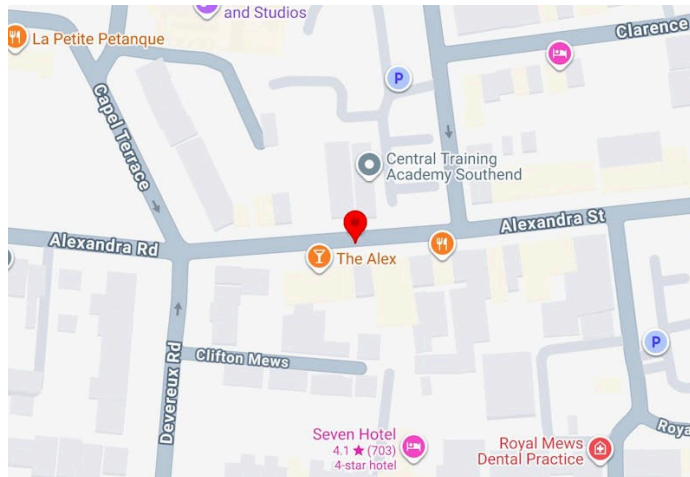 and Studios
La Petite Petanque
Clarence
P
Capel Terrace
Central Training
Academy Southend
Alexandra St
Alexandra Rd
The Alex
Clifton Mews
Devereux Rd
P
Seven Hotel
4.1 ★ (703)
4-star hotel
Royal Mews
Dental Practice
Roya